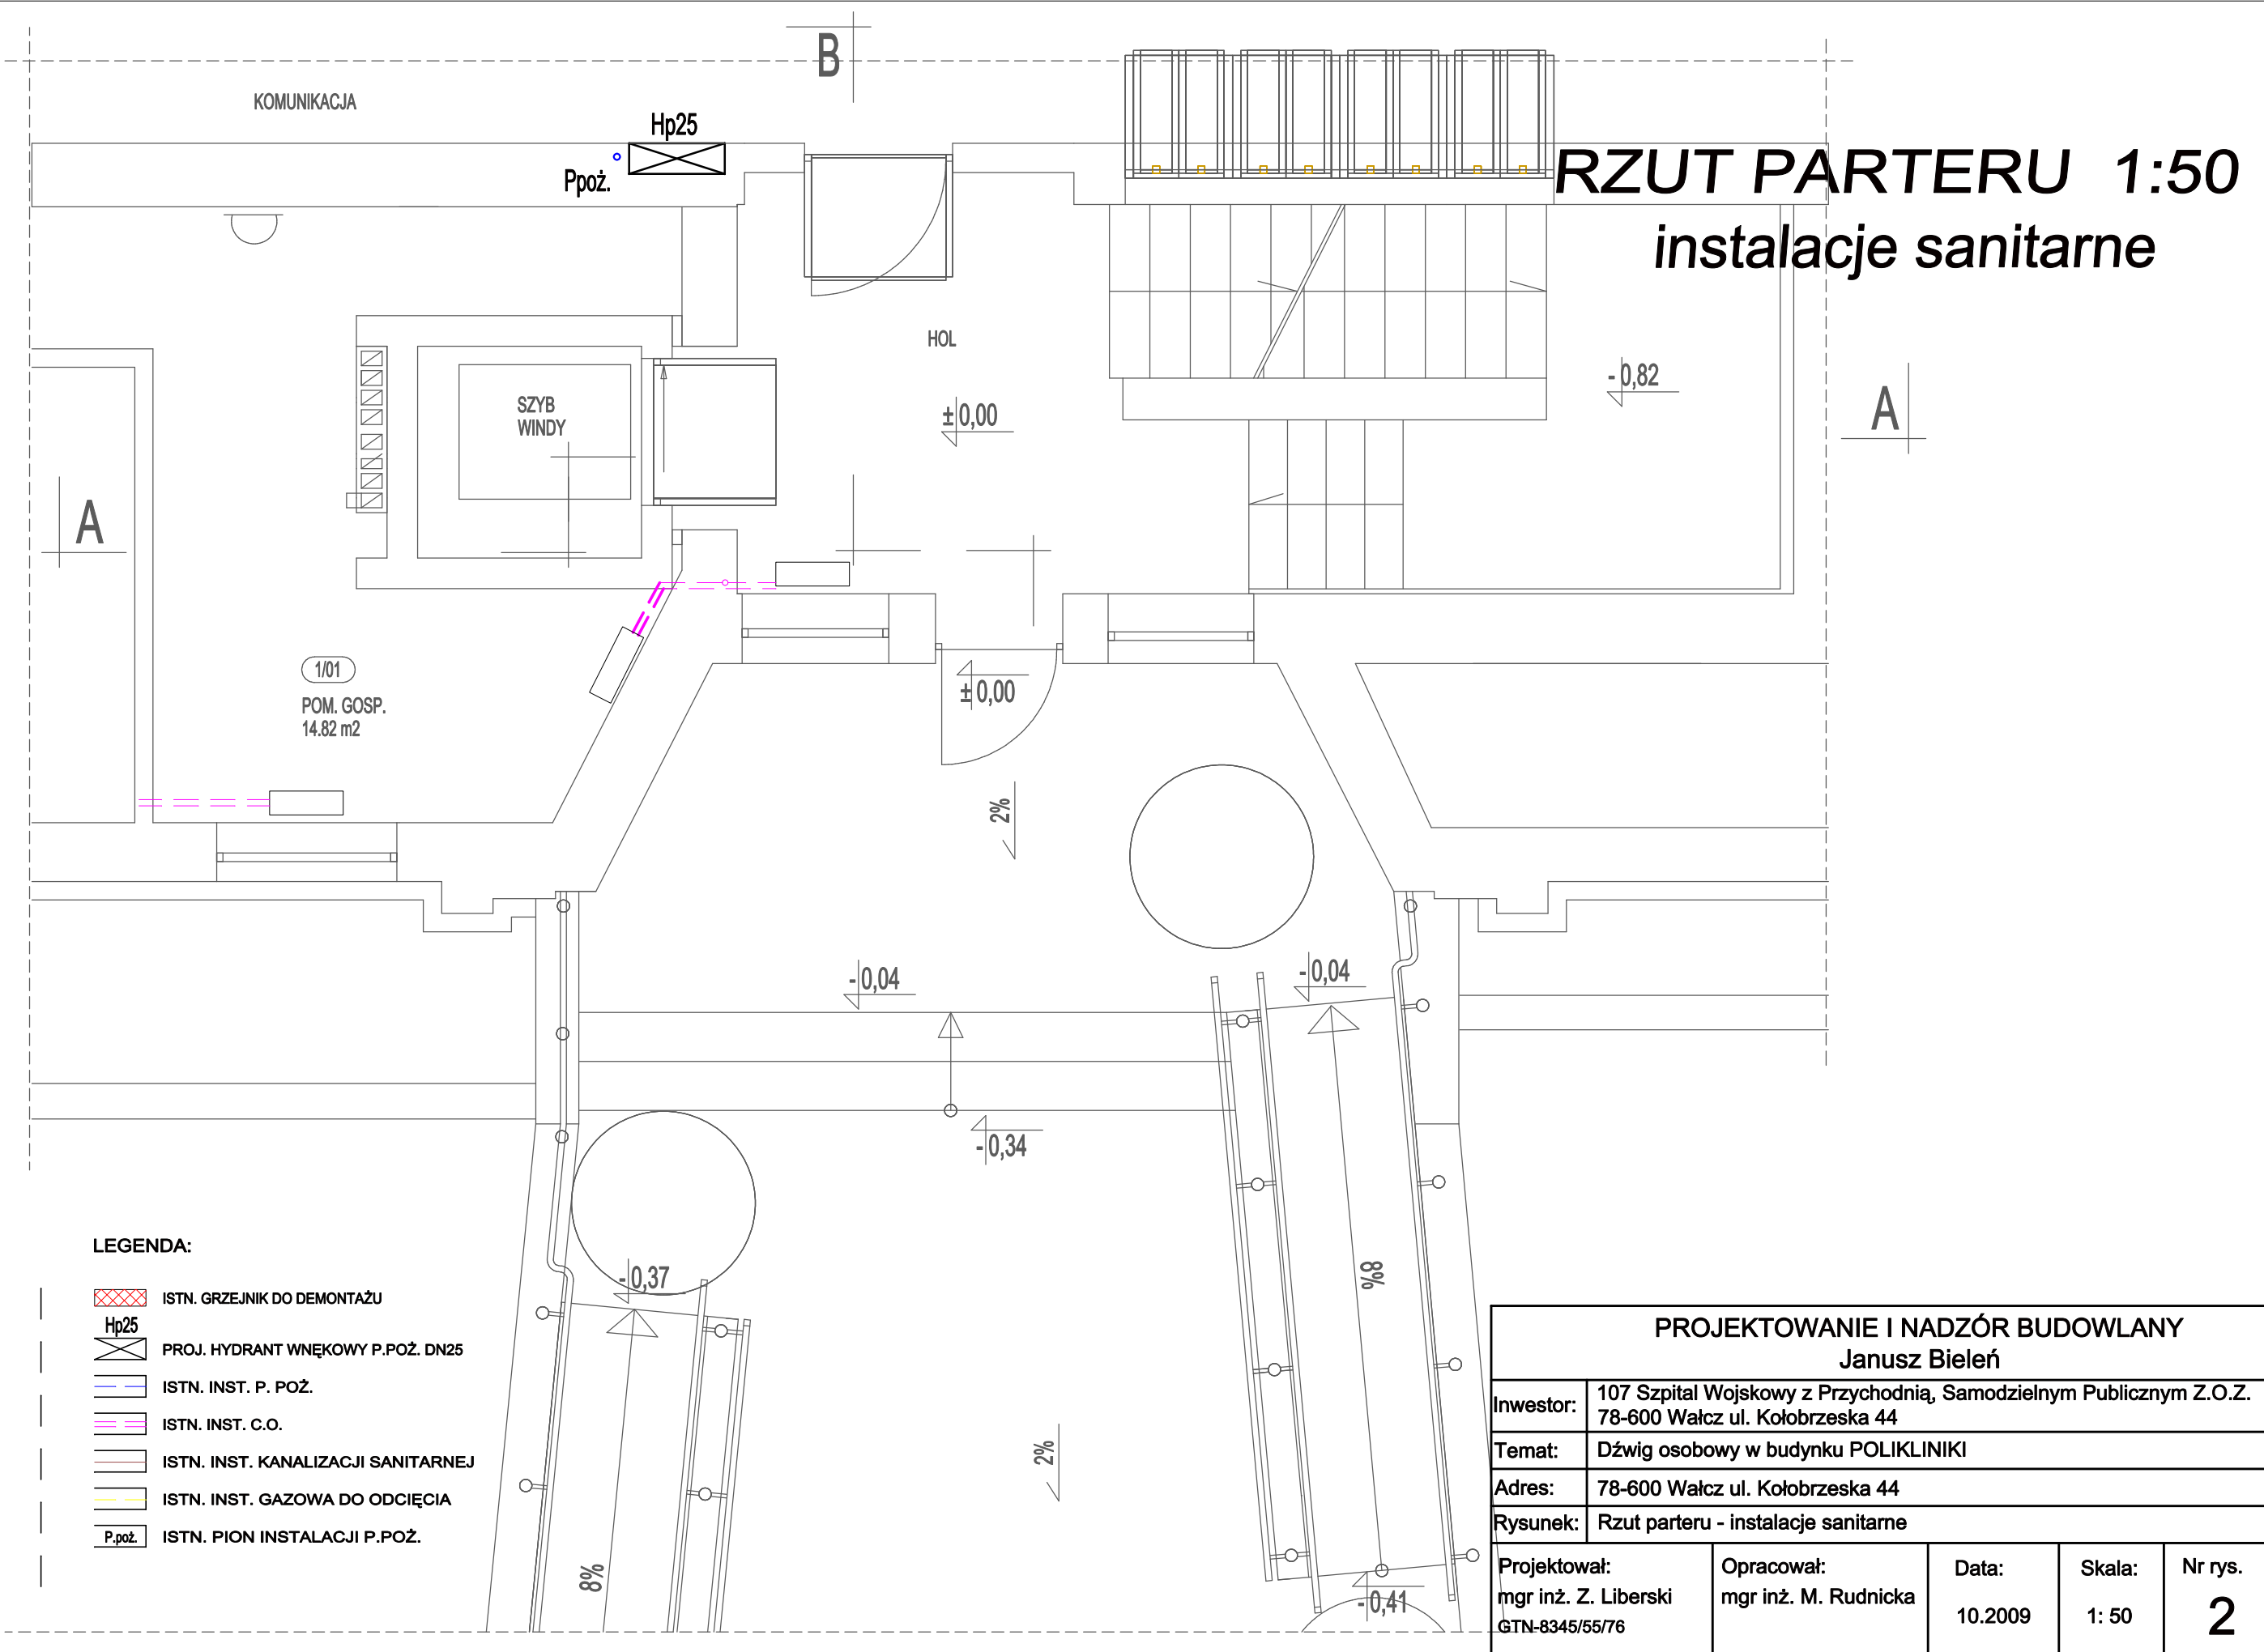 B
KOMUNIKACJA
Hp25
Ppoż.
RZUT PARTERU 1:50
instalacje sanitarne
HOL
SZYB
WINDY
±0,00
-0,82
A
A
1/01
POM. GOSP.
14.82 m2
±0,00
2%
-0,04
-0,04
-0,34
-0,37
8%
2%
8%
-0,41
LEGENDA:
ISTN. GRZEJNIK DO DEMONTAŻU
Hp25
PROJ. HYDRANT WNĘKOWY P.POŻ. DN25
ISTN. INST. P. POŻ.
ISTN. INST. C.O.
ISTN. INST. KANALIZACJI SANITARNEJ
ISTN. INST. GAZOWA DO ODCIĘCIA
P.poż. ISTN. PION INSTALACJI P.POŻ.
PROJEKTOWANIE I NADZÓR BUDOWLANY
Janusz Bieleń
Inwestor: 107 Szpital Wojskowy z Przychodnią, Samodzielnym Publicznym Z.O.Z.
78-600 Wałcz ul. Kołobrzeska 44
Temat: Dźwig osobowy w budynku POLIKLINIKI
Adres: 78-600 Wałcz ul. Kołobrzeska 44
Rysunek: Rzut parteru - instalacje sanitarne
Projektował:
mgr inż. Z. Liberski
GTN-8345/55/76
Opracował:
mgr inż. M. Rudnicka
Data:
10.2009
Skala:
1: 50
Nr rys.
2